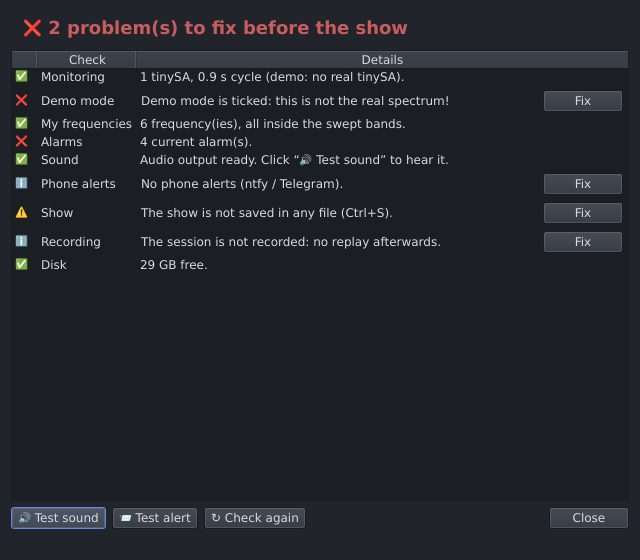 ❌ 2 problem(s) to fix before the show
Check Details
✅ Monitoring 1 tinySA, 0.9 s cycle (demo: no real tinySA).
❌ Demo mode Demo mode is ticked: this is not the real spectrum! Fix
✅ My frequencies 6 frequency(ies), all inside the swept bands.
❌ Alarms 4 current alarm(s).
✅ Sound Audio output ready. Click “🔊 Test sound” to hear it.
ℹ️ Phone alerts No phone alerts (ntfy / Telegram). Fix
⚠️ Show The show is not saved in any file (Ctrl+S). Fix
ℹ️ Recording The session is not recorded: no replay afterwards. Fix
✅ Disk 29 GB free.
🔊 Test sound 📨 Test alert ↻ Check again Close